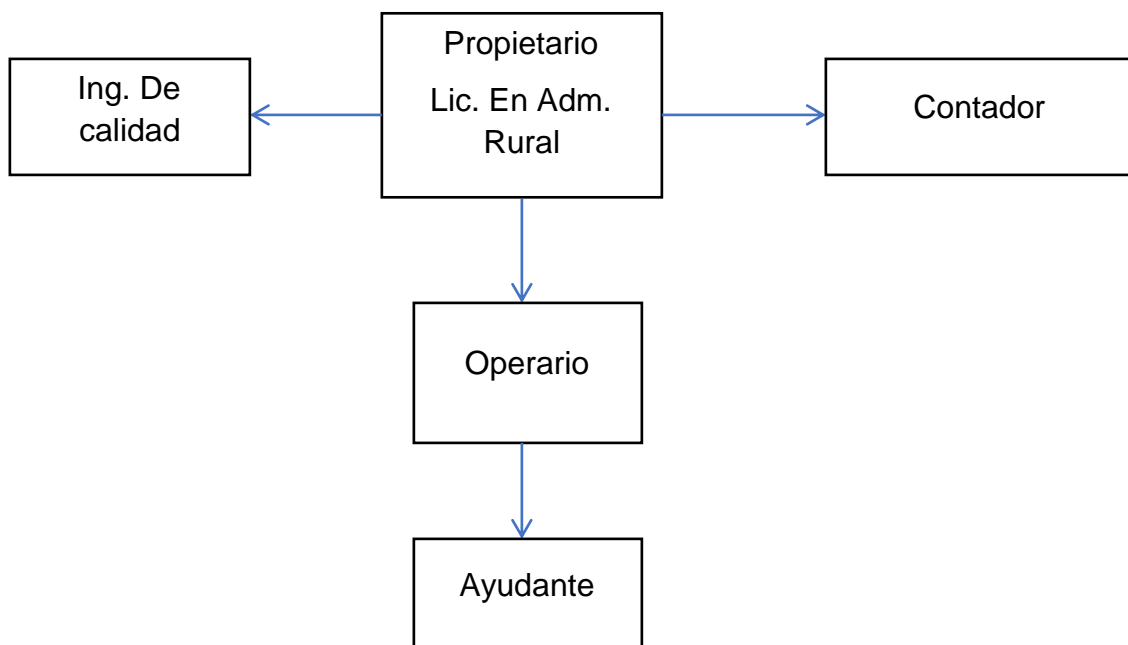 Propietario
Lic. En Adm.
Rural
Ing. De
calidad
Contador
Operario
Ayudante